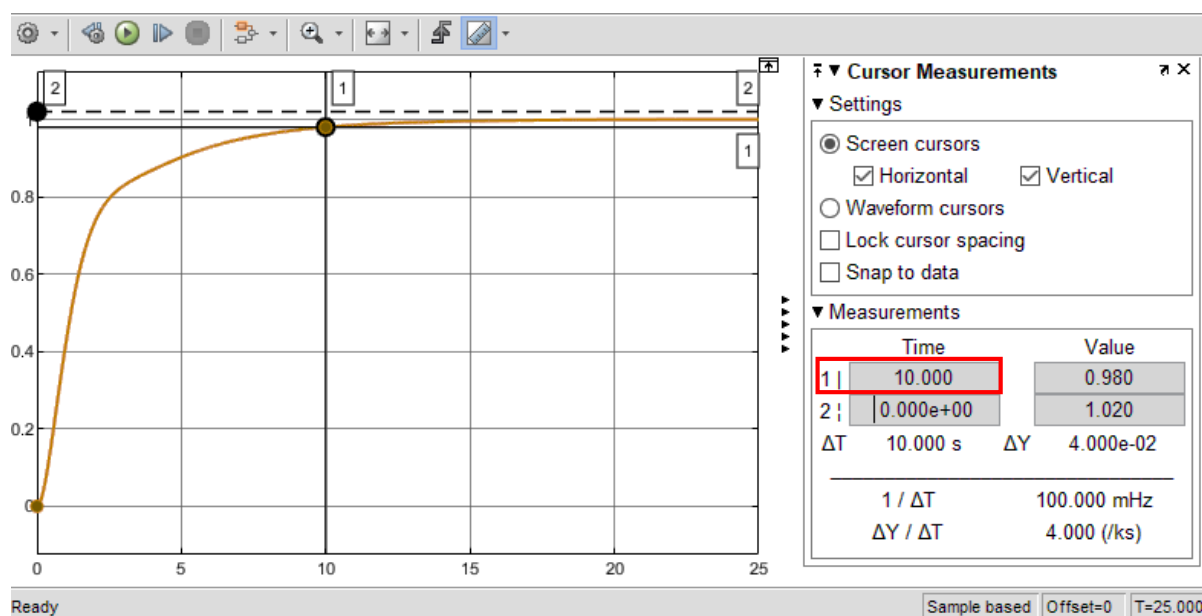 2
1
2
1
1
0.8
0.6
0.4
0.2
0
0 5 10 15 20 25
Cursor Measurements
Settings
Screen cursors
Horizontal Vertical
Waveform cursors
Lock cursor spacing
Snap to data
Measurements
Time Value
1 | 10.000 0.980
2 ¦ 0.000e+00 1.020
ΔT 10.000 s ΔY 4.000e-02
1 / ΔT 100.000 mHz
ΔY / ΔT 4.000 (/ks)
Ready Sample based Offset=0 T=25.000